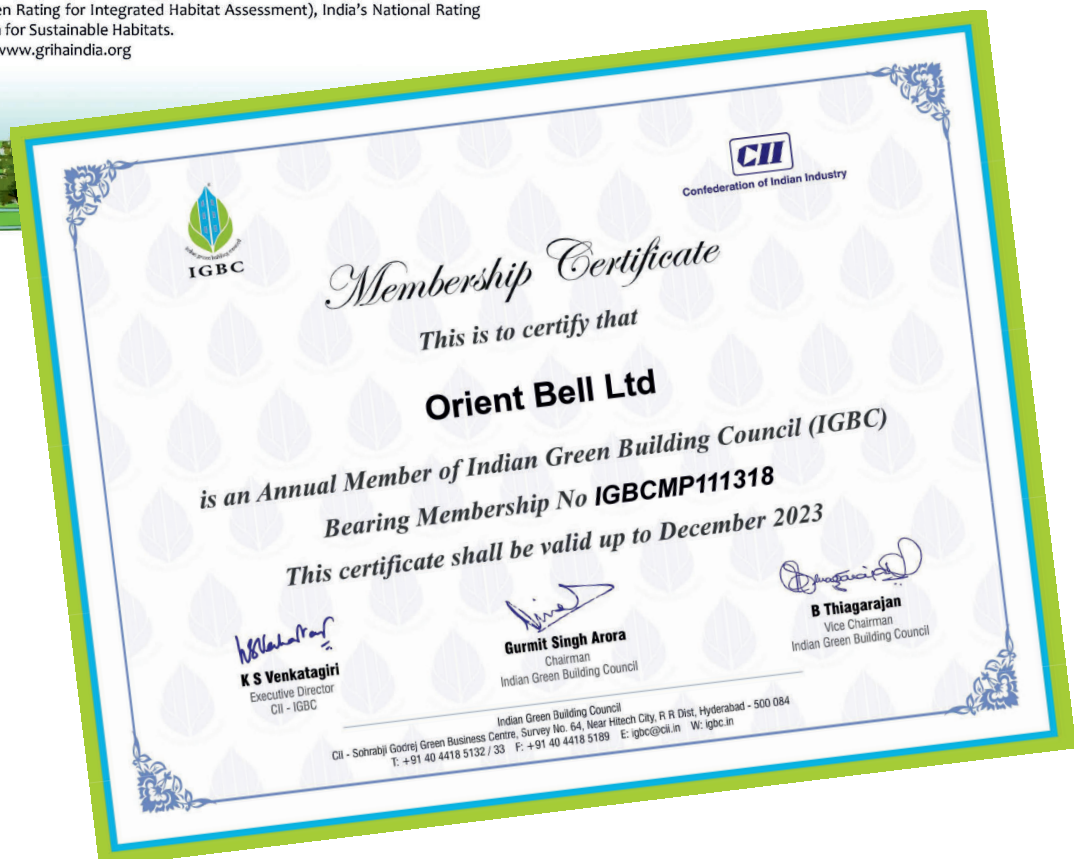 en Rating for Integrated Habitat Assessment), India's National Rating
for Sustainable Habitats.
www.grihaindia.org
CII
Confederation of Indian Industry
indian green building council
IGBC
Membership Certificate
This is to certify that
Orient Bell Ltd
is an Annual Member of Indian Green Building Council (IGBC)
Bearing Membership No IGBCMP111318
This certificate shall be valid up to December 2023
K S Venkatagiri
Executive Director
CII - IGBC
Gurmit Singh Arora
Chairman
Indian Green Building Council
B Thiagarajan
Vice Chairman
Indian Green Building Council
Indian Green Building Council
CII - Sohrabji Godrej Green Business Centre, Survey No. 64, Near Hitech City, R R Dist, Hyderabad - 500 084
T: +91 40 4418 5132 / 33 F: +91 40 4418 5189 E: igbc@cii.in W: igbc.in